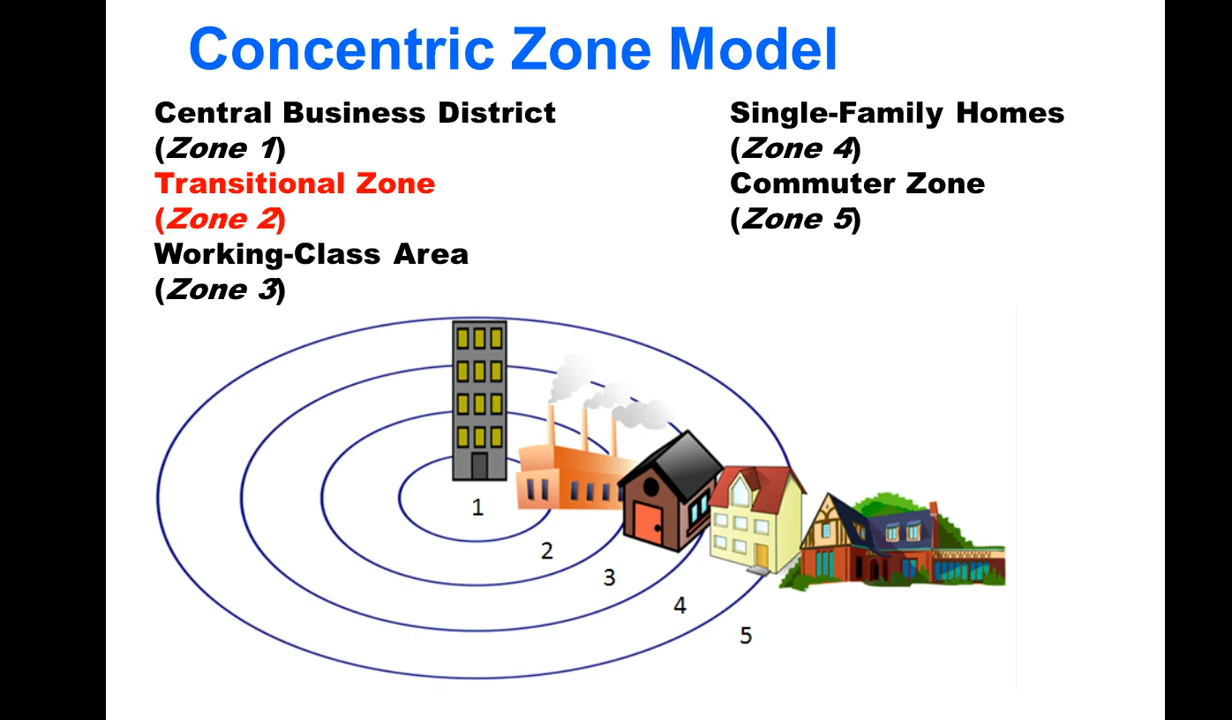 Concentric Zone Model
Central Business District
(Zone 1)
Transitional Zone
(Zone 2)
Working-Class Area
(Zone 3)
Single-Family Homes
(Zone 4)
Commuter Zone
(Zone 5)
1
2
3
4
5